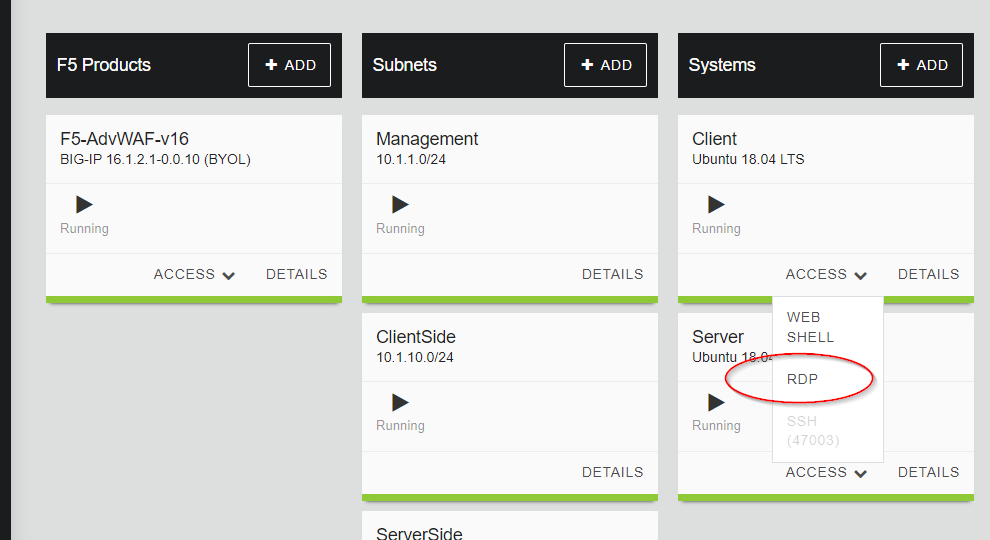 F5 Products
+ ADD
F5-AdvWAF-v16
BIG-IP 16.1.2.1-0.0.10 (BYOL)
Running
ACCESS
DETAILS
Subnets
+ ADD
Management
10.1.1.0/24
Running
DETAILS
ClientSide
10.1.10.0/24
Running
DETAILS
ServerSide
Systems
+ ADD
Client
Ubuntu 18.04 LTS
Running
ACCESS
DETAILS
WEB
SHELL
RDP
SSH
(47003)
Server
Ubuntu 18.04
Running
ACCESS
DETAILS